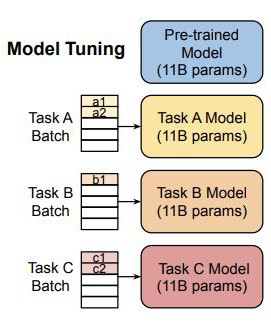 Model Tuning
Pre-trained
Model
(11B params)
Task A
Batch
a1
a2
Task A Model
(11B params)
Task B
Batch
b1
Task B Model
(11B params)
Task C
Batch
c1
c2
Task C Model
(11B params)